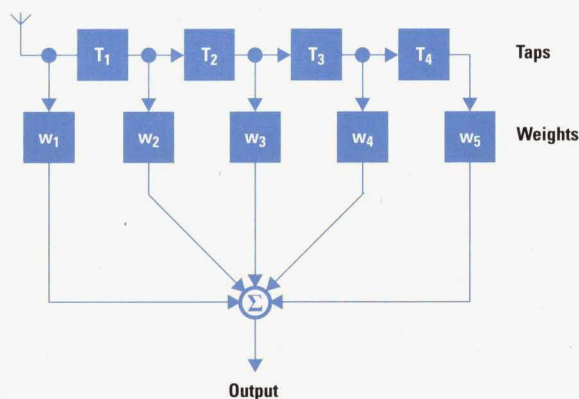 T₁ T₂ T₃ T₄ Taps
w₁ w₂ w₃ w₄ w₅ Weights
Σ
Output